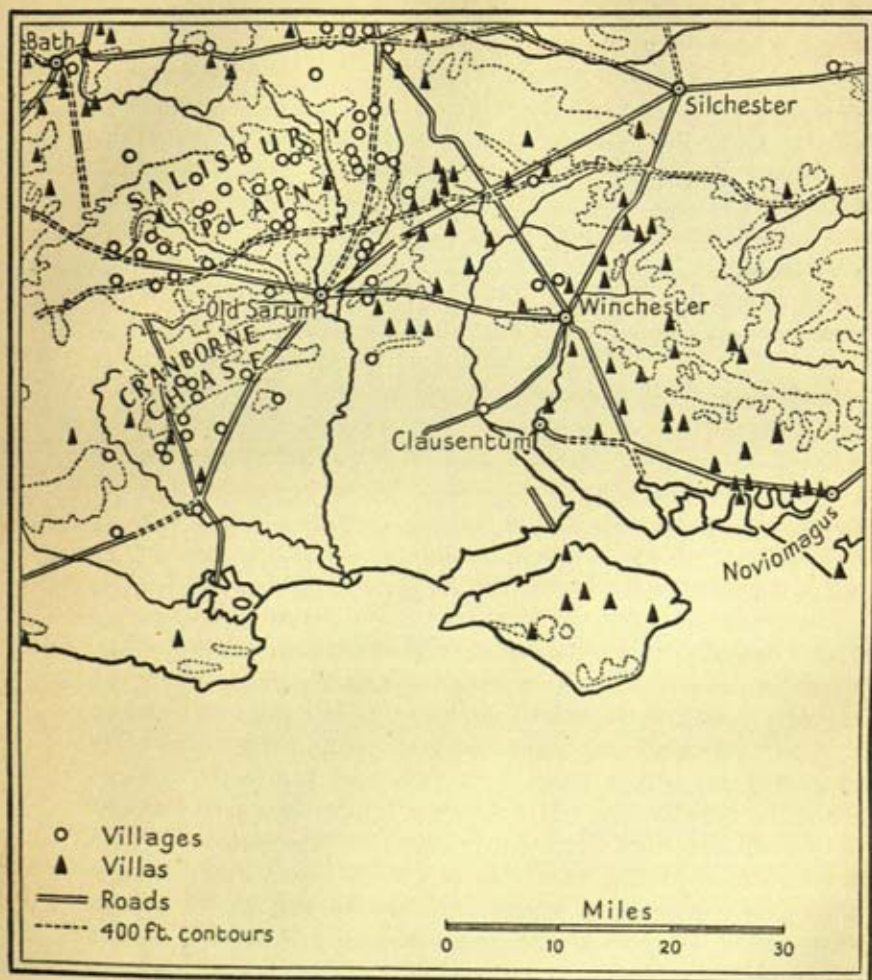 Bath
Silchester
SALISBURY
PLAIN
Old Sarum
Winchester
CRANBORNE
CHASE
Clausentum
Noviomagus
Villages
Villas
Roads
400 ft. contours
Miles
0 10 20 30